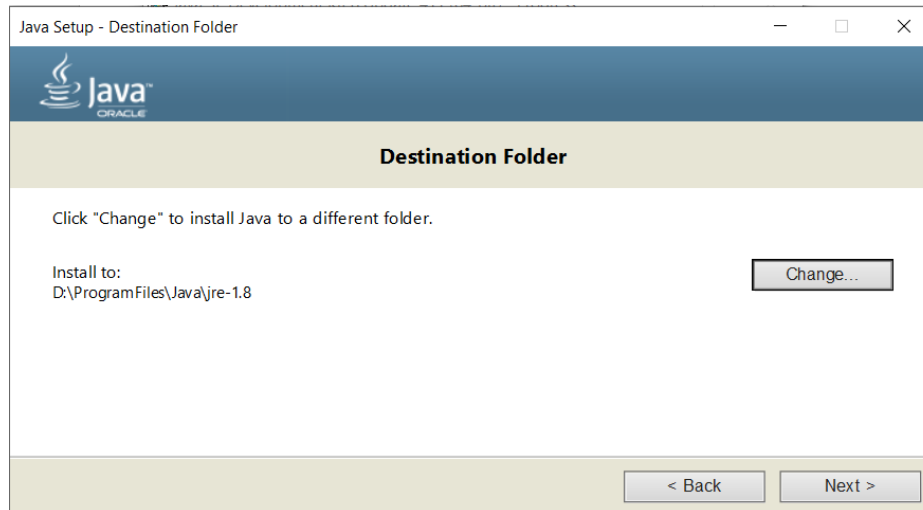 Java Setup - Destination Folder
Java™
ORACLE
Destination Folder
Click "Change" to install Java to a different folder.
Install to:
Change...
D:\ProgramFiles\Java\jre-1.8
< Back
Next >